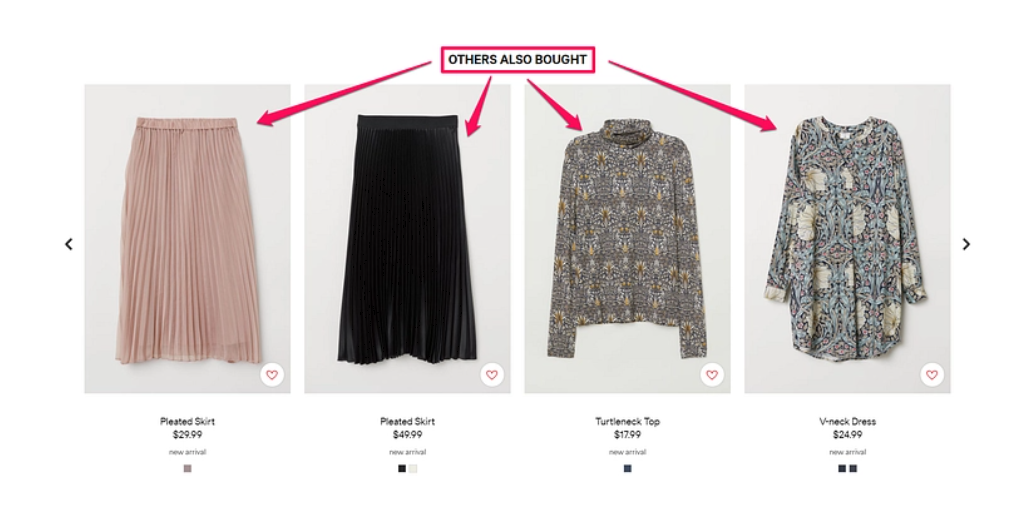 OTHERS ALSO BOUGHT
Pleated Skirt
$29.99
new arrival
Pleated Skirt
$49.99
new arrival
Turtleneck Top
$17.99
new arrival
V-neck Dress
$24.99
new arrival